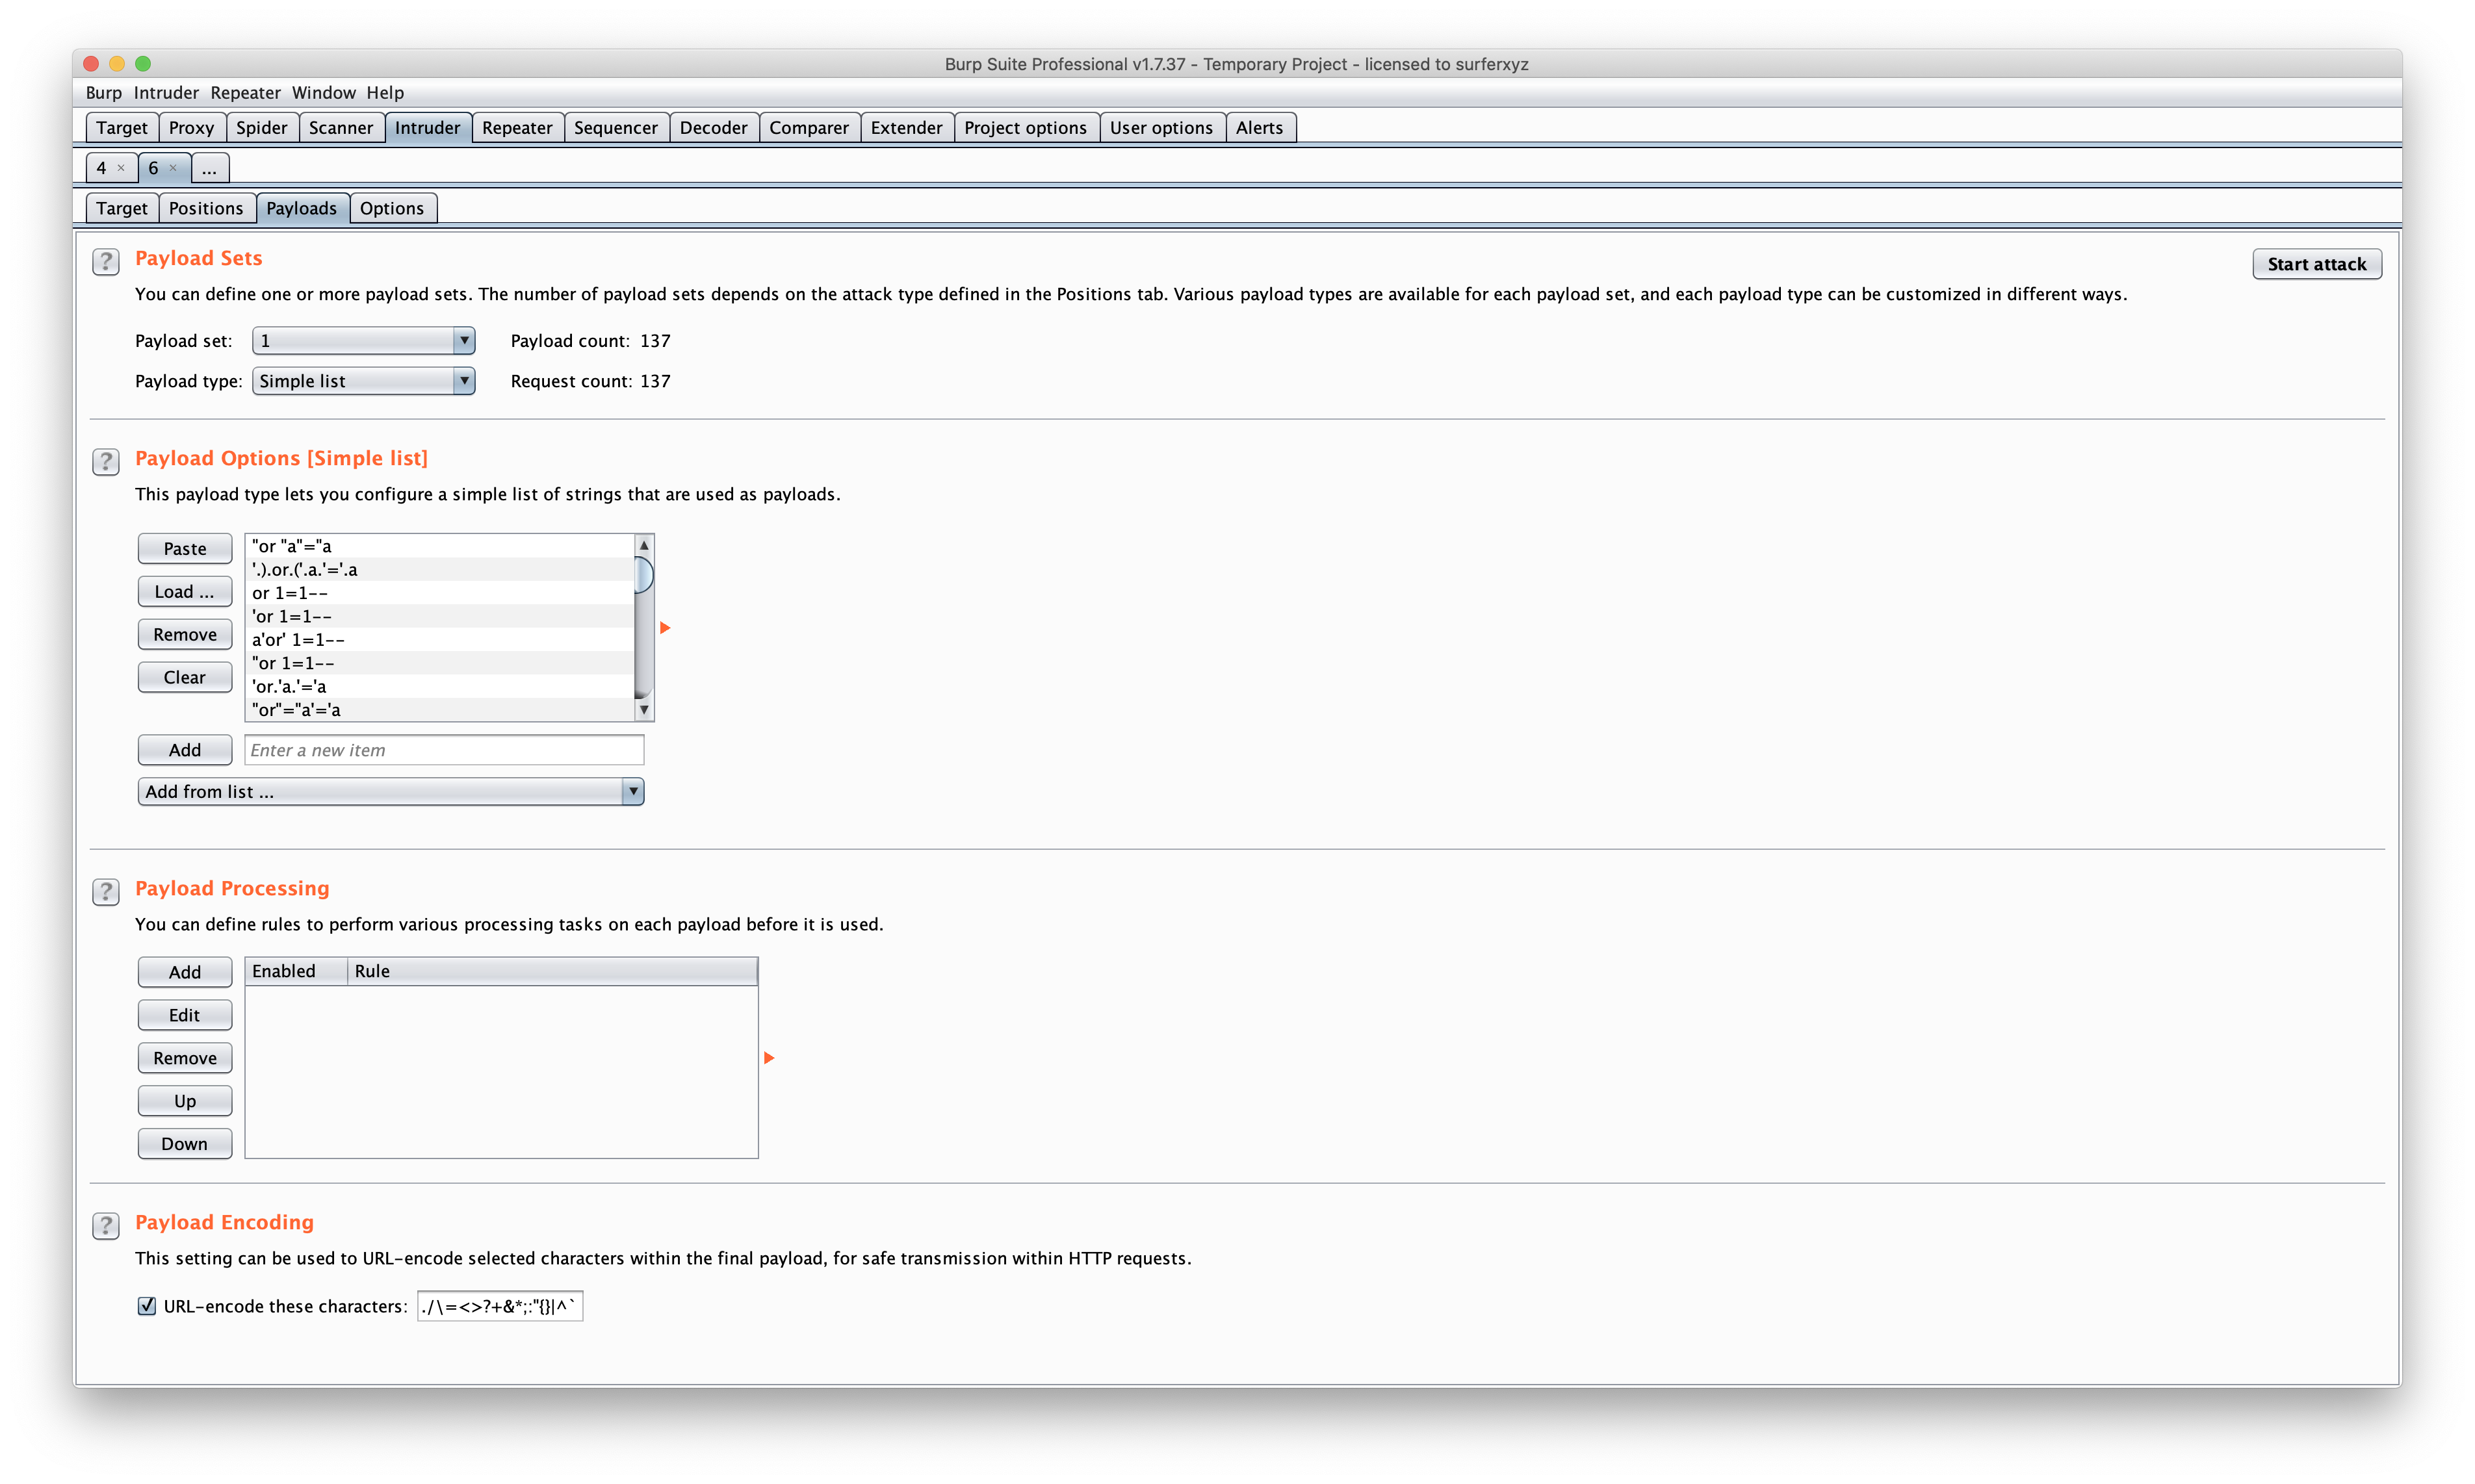 Burp Suite Professional v1.7.37 - Temporary Project - licensed to surferxyz
Burp Intruder Repeater Window Help
Target Proxy Spider Scanner Intruder Repeater Sequencer Decoder Comparer Extender Project options User options Alerts
4 × 6 × ...
Target Positions Payloads Options
? Payload Sets Start attack
You can define one or more payload sets. The number of payload sets depends on the attack type defined in the Positions tab. Various payload types are available for each payload set, and each payload type can be customized in different ways.
Payload set: 1 Payload count: 137
Payload type: Simple list Request count: 137
? Payload Options [Simple list]
This payload type lets you configure a simple list of strings that are used as payloads.
Paste
Load ...
Remove
Clear
"or "a"="a
'.).or.('.a.'='.a
or 1=1--
'or 1=1--
a'or' 1=1--
"or 1=1--
'or.'a.'='a
"or"="a'='a
Add Enter a new item
Add from list ...
? Payload Processing
You can define rules to perform various processing tasks on each payload before it is used.
Add
Edit
Remove
Up
Down
Enabled Rule
? Payload Encoding
This setting can be used to URL-encode selected characters within the final payload, for safe transmission within HTTP requests.
URL-encode these characters: ./\=<>?+&*;:"{}|^`